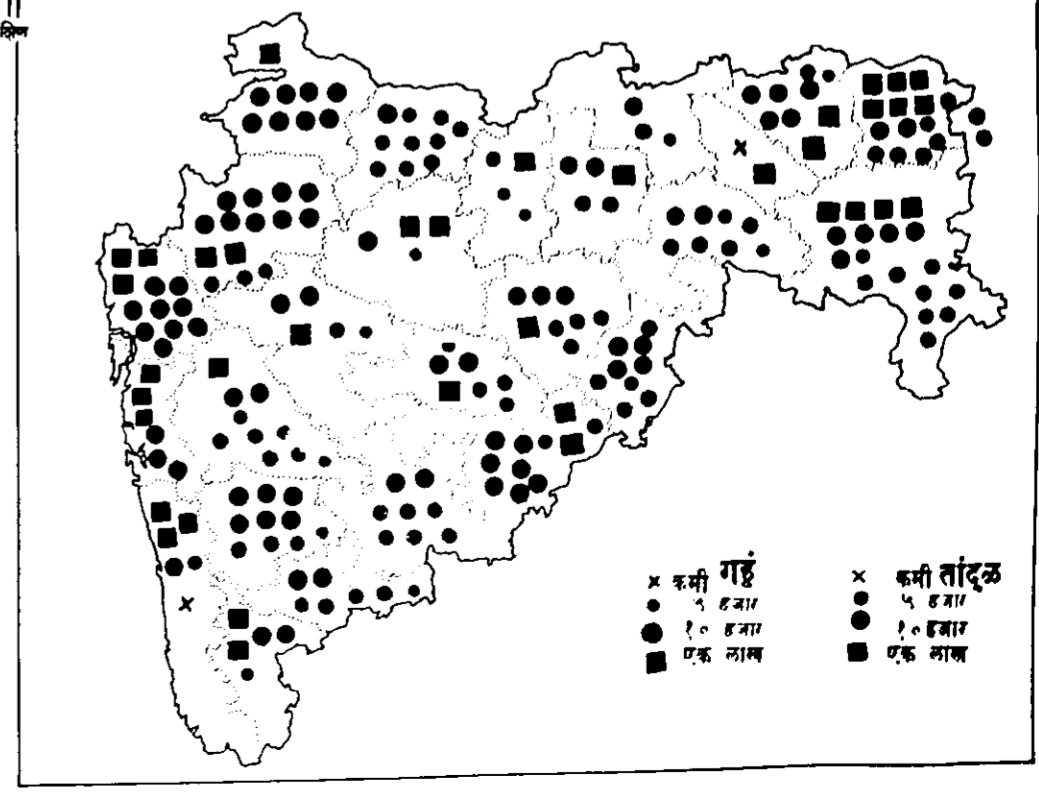 क्षिण
× कमी गहूं
५ हजार
१० हजार
एक लाख
× कमी तांदूळ
५ हजार
१० हजार
एक लाख